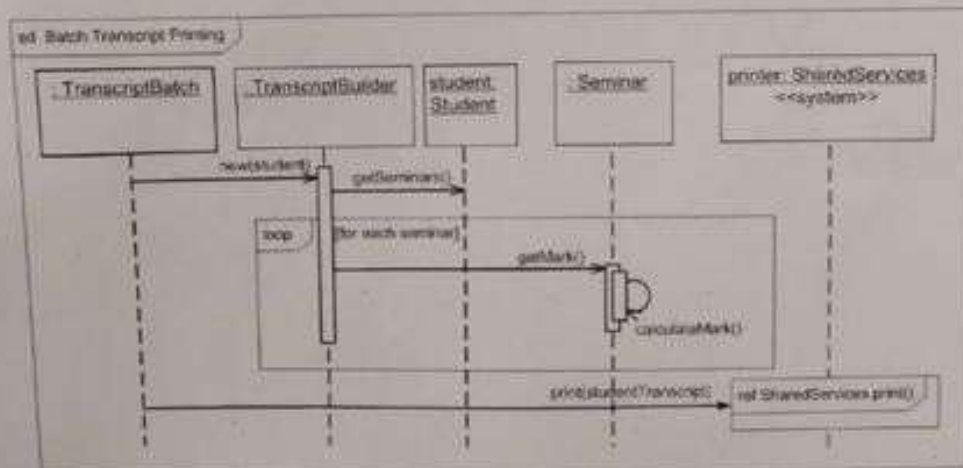 sd Batch Transcript Printing
: TranscriptBatch
: TranscriptBuilder
student:
Student
: Seminar
printer: SharedServices
<<system>>
new(student)
getSeminars()
loop
[for each seminar]
getMark()
calculateMark()
print(studentTranscript)
ref SharedServices.print()